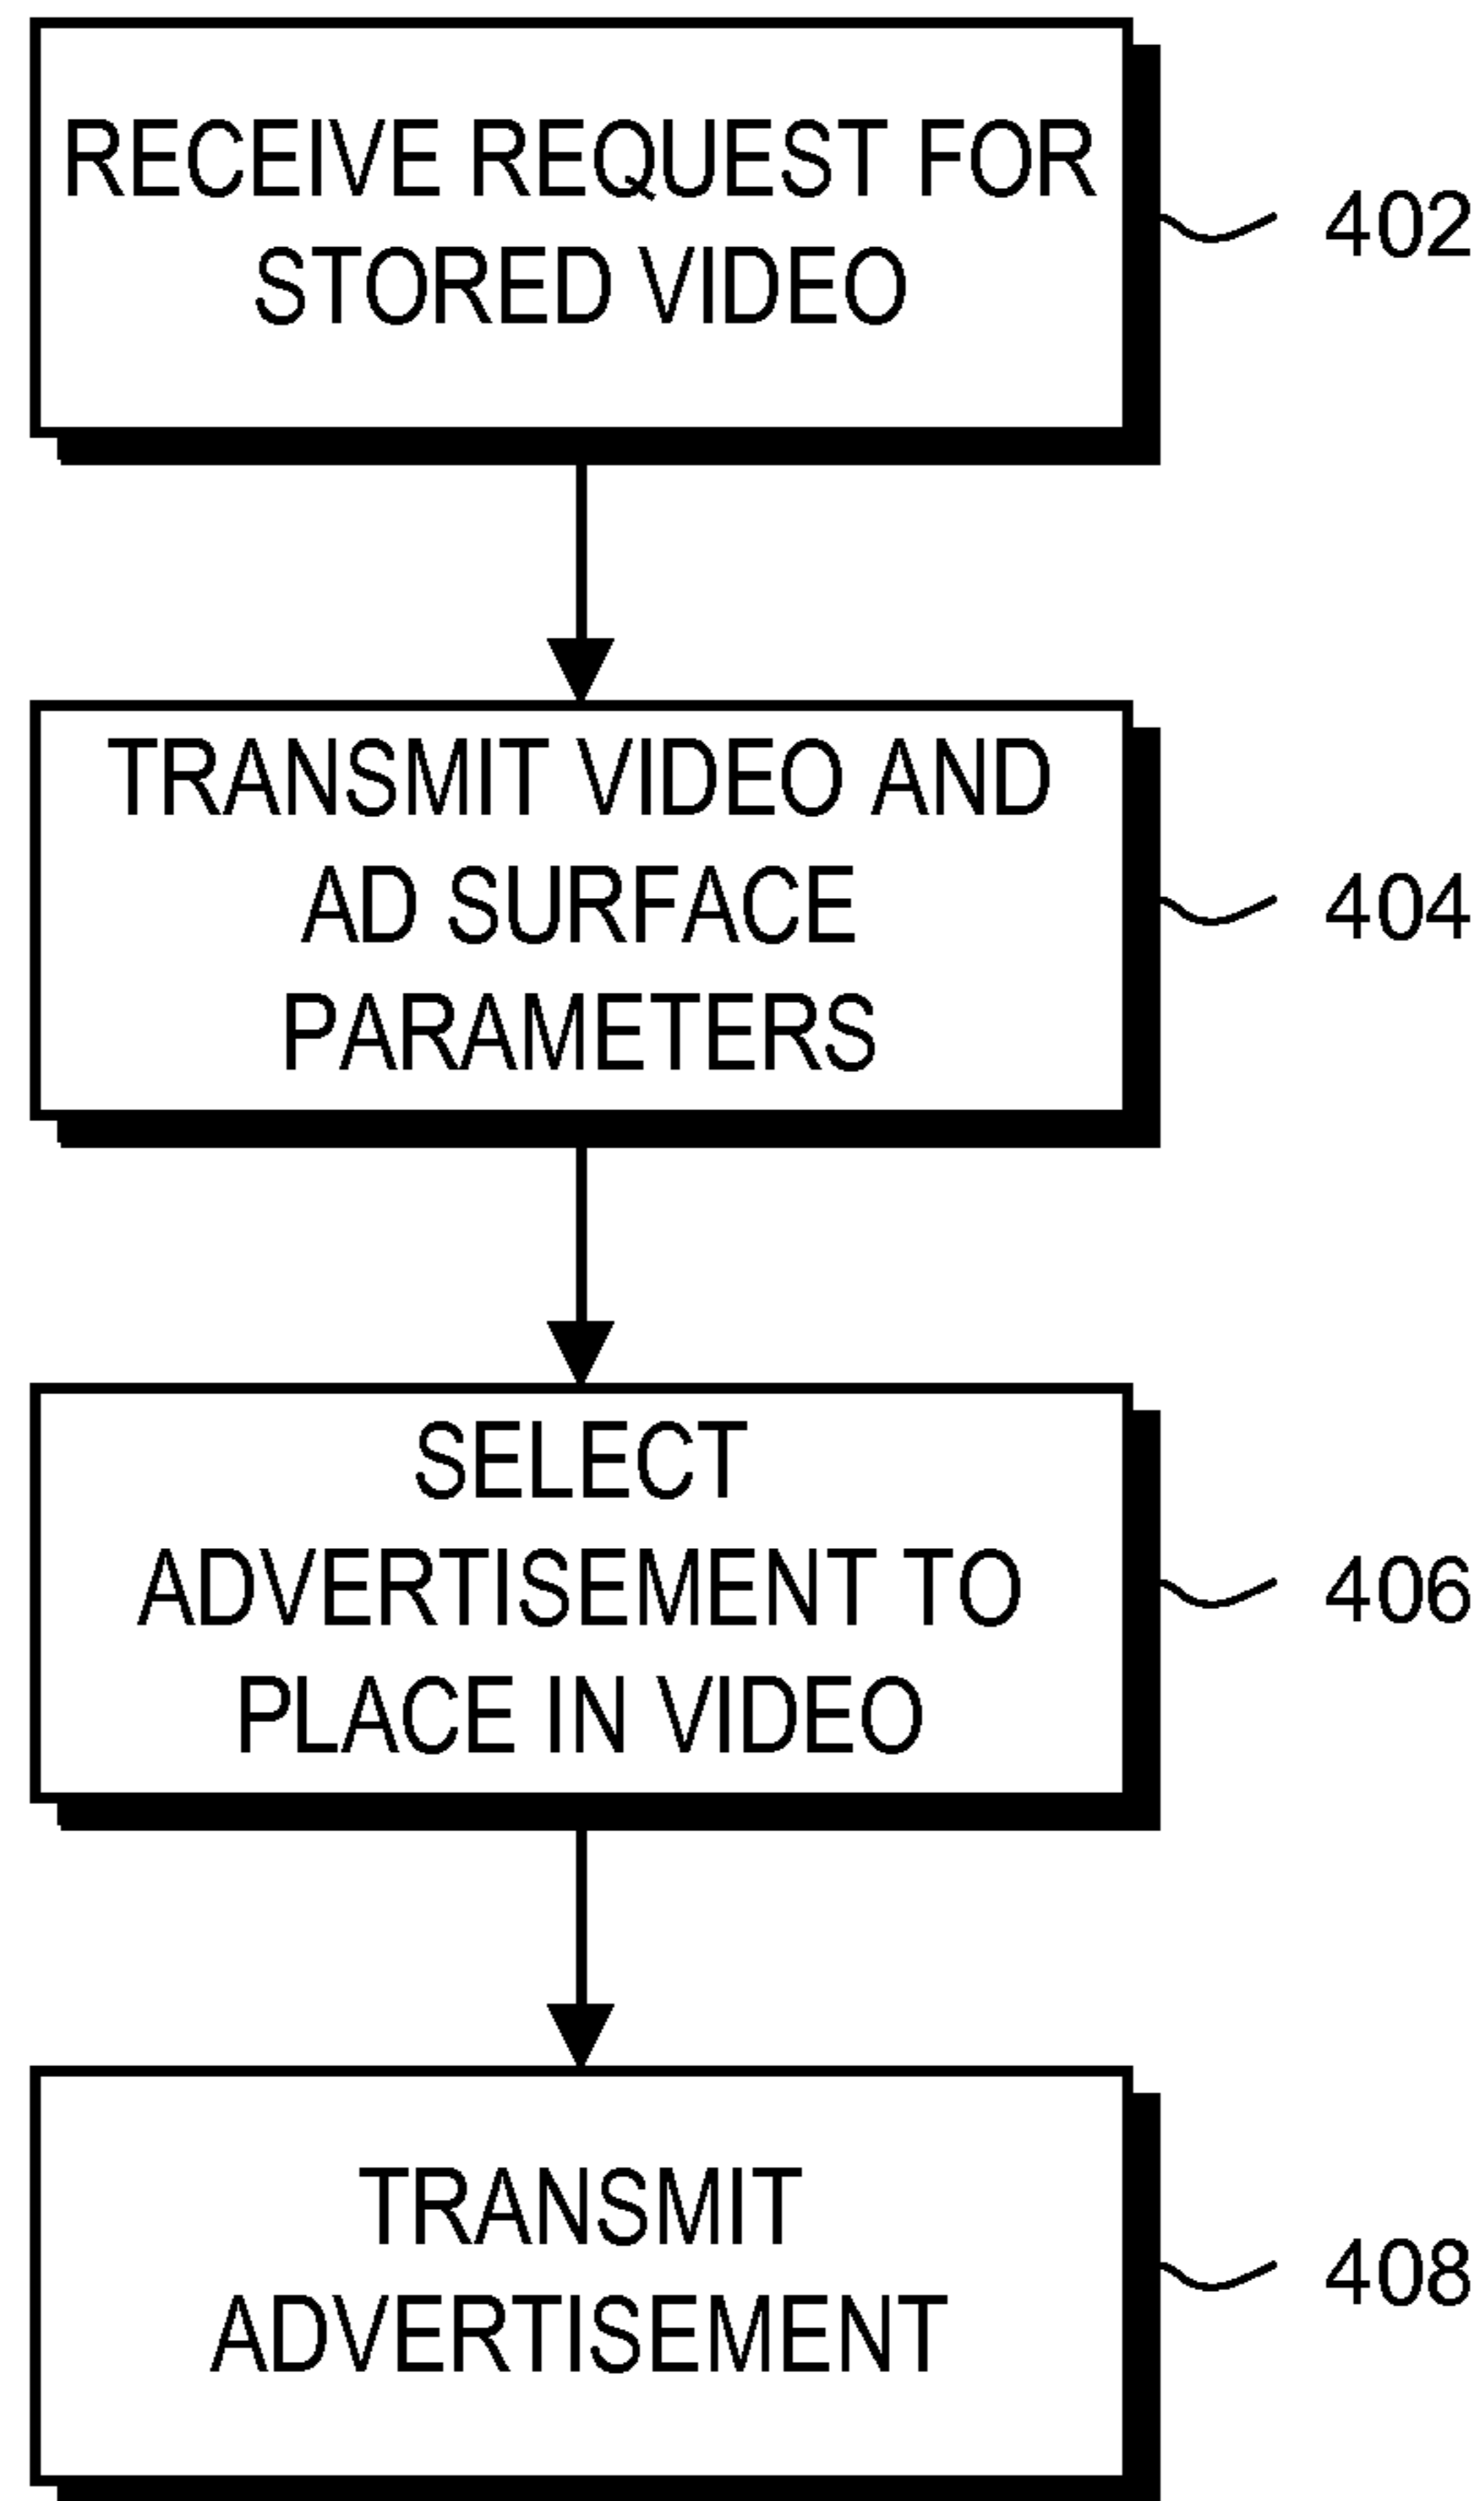 RECEIVE REQUEST FOR
STORED VIDEO
402
TRANSMIT VIDEO AND
AD SURFACE
PARAMETERS
404
SELECT
ADVERTISEMENT TO
PLACE IN VIDEO
406
TRANSMIT
ADVERTISEMENT
408